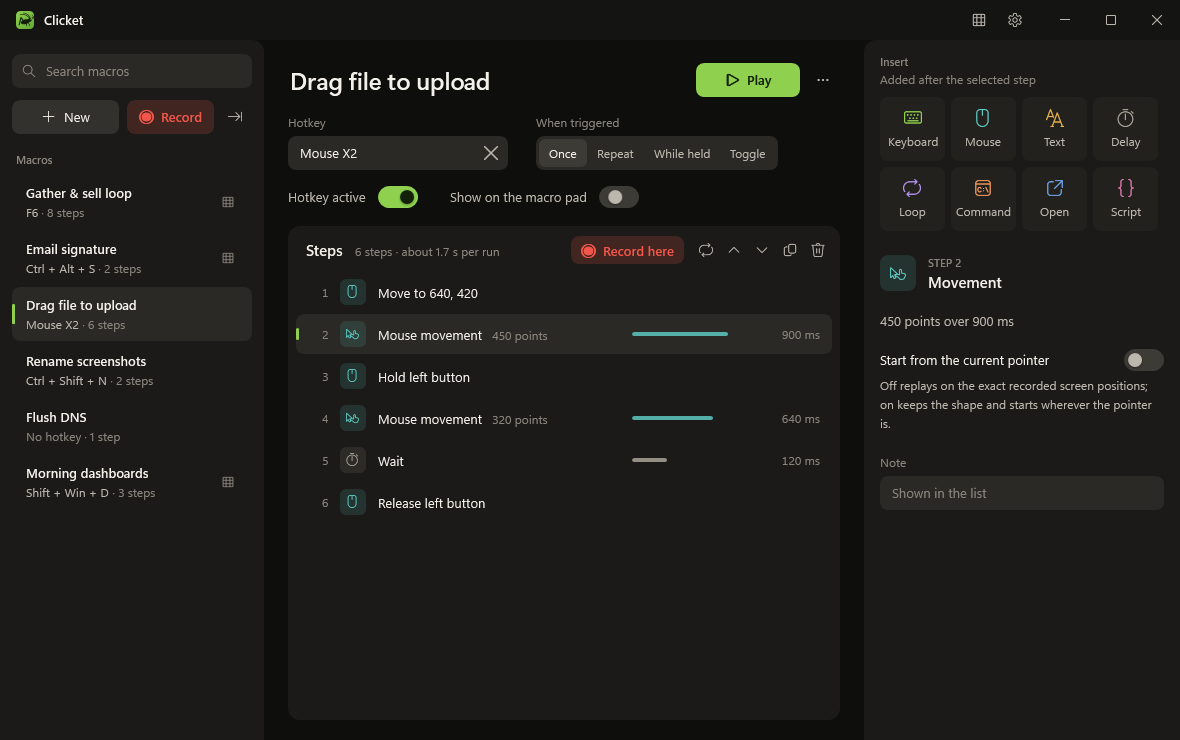 Clicket
Search macros
New
Record
Macros
Gather & sell loop
F6 · 8 steps
Email signature
Ctrl + Alt + S · 2 steps
Drag file to upload
Mouse X2 · 6 steps
Rename screenshots
Ctrl + Shift + N · 2 steps
Flush DNS
No hotkey · 1 step
Morning dashboards
Shift + Win + D · 3 steps
Drag file to upload
Play
Hotkey
Mouse X2
When triggered
Once Repeat While held Toggle
Hotkey active
Show on the macro pad
Steps 6 steps · about 1.7 s per run
Record here
1 Move to 640, 420
2 Mouse movement 450 points 900 ms
3 Hold left button
4 Mouse movement 320 points 640 ms
5 Wait 120 ms
6 Release left button
Insert
Added after the selected step
Keyboard Mouse Text Delay
Loop Command Open Script
STEP 2
Movement
450 points over 900 ms
Start from the current pointer
Off replays on the exact recorded screen positions;
on keeps the shape and starts wherever the pointer
is.
Note
Shown in the list